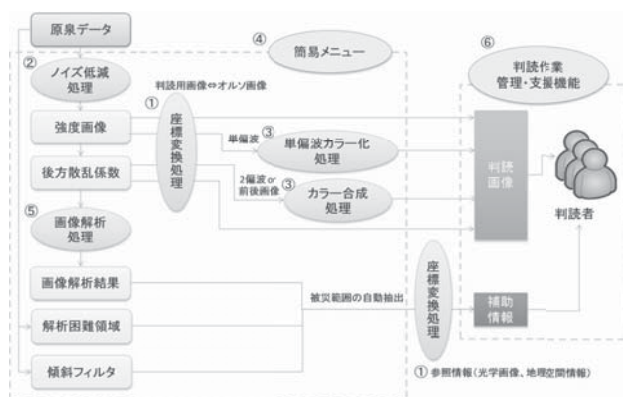 原泉データ
②
ノイズ低減
処理
強度画像
後方散乱係数
⑤
画像解析
処理
画像解析結果
解析困難領域
傾斜フィルタ
④
簡易メニュー
判読用画像⇔オルソ画像
①
座標変換処理
単偏波
③
単偏波カラー化
処理
2偏波or
前後画像
③
カラー合成
処理
被災範囲の自動抽出
座標変換処理
①参照情報(光学画像、地理空間情報)
⑥
判読作業
管理・支援機能
判読
画像
判読者
補助
情報